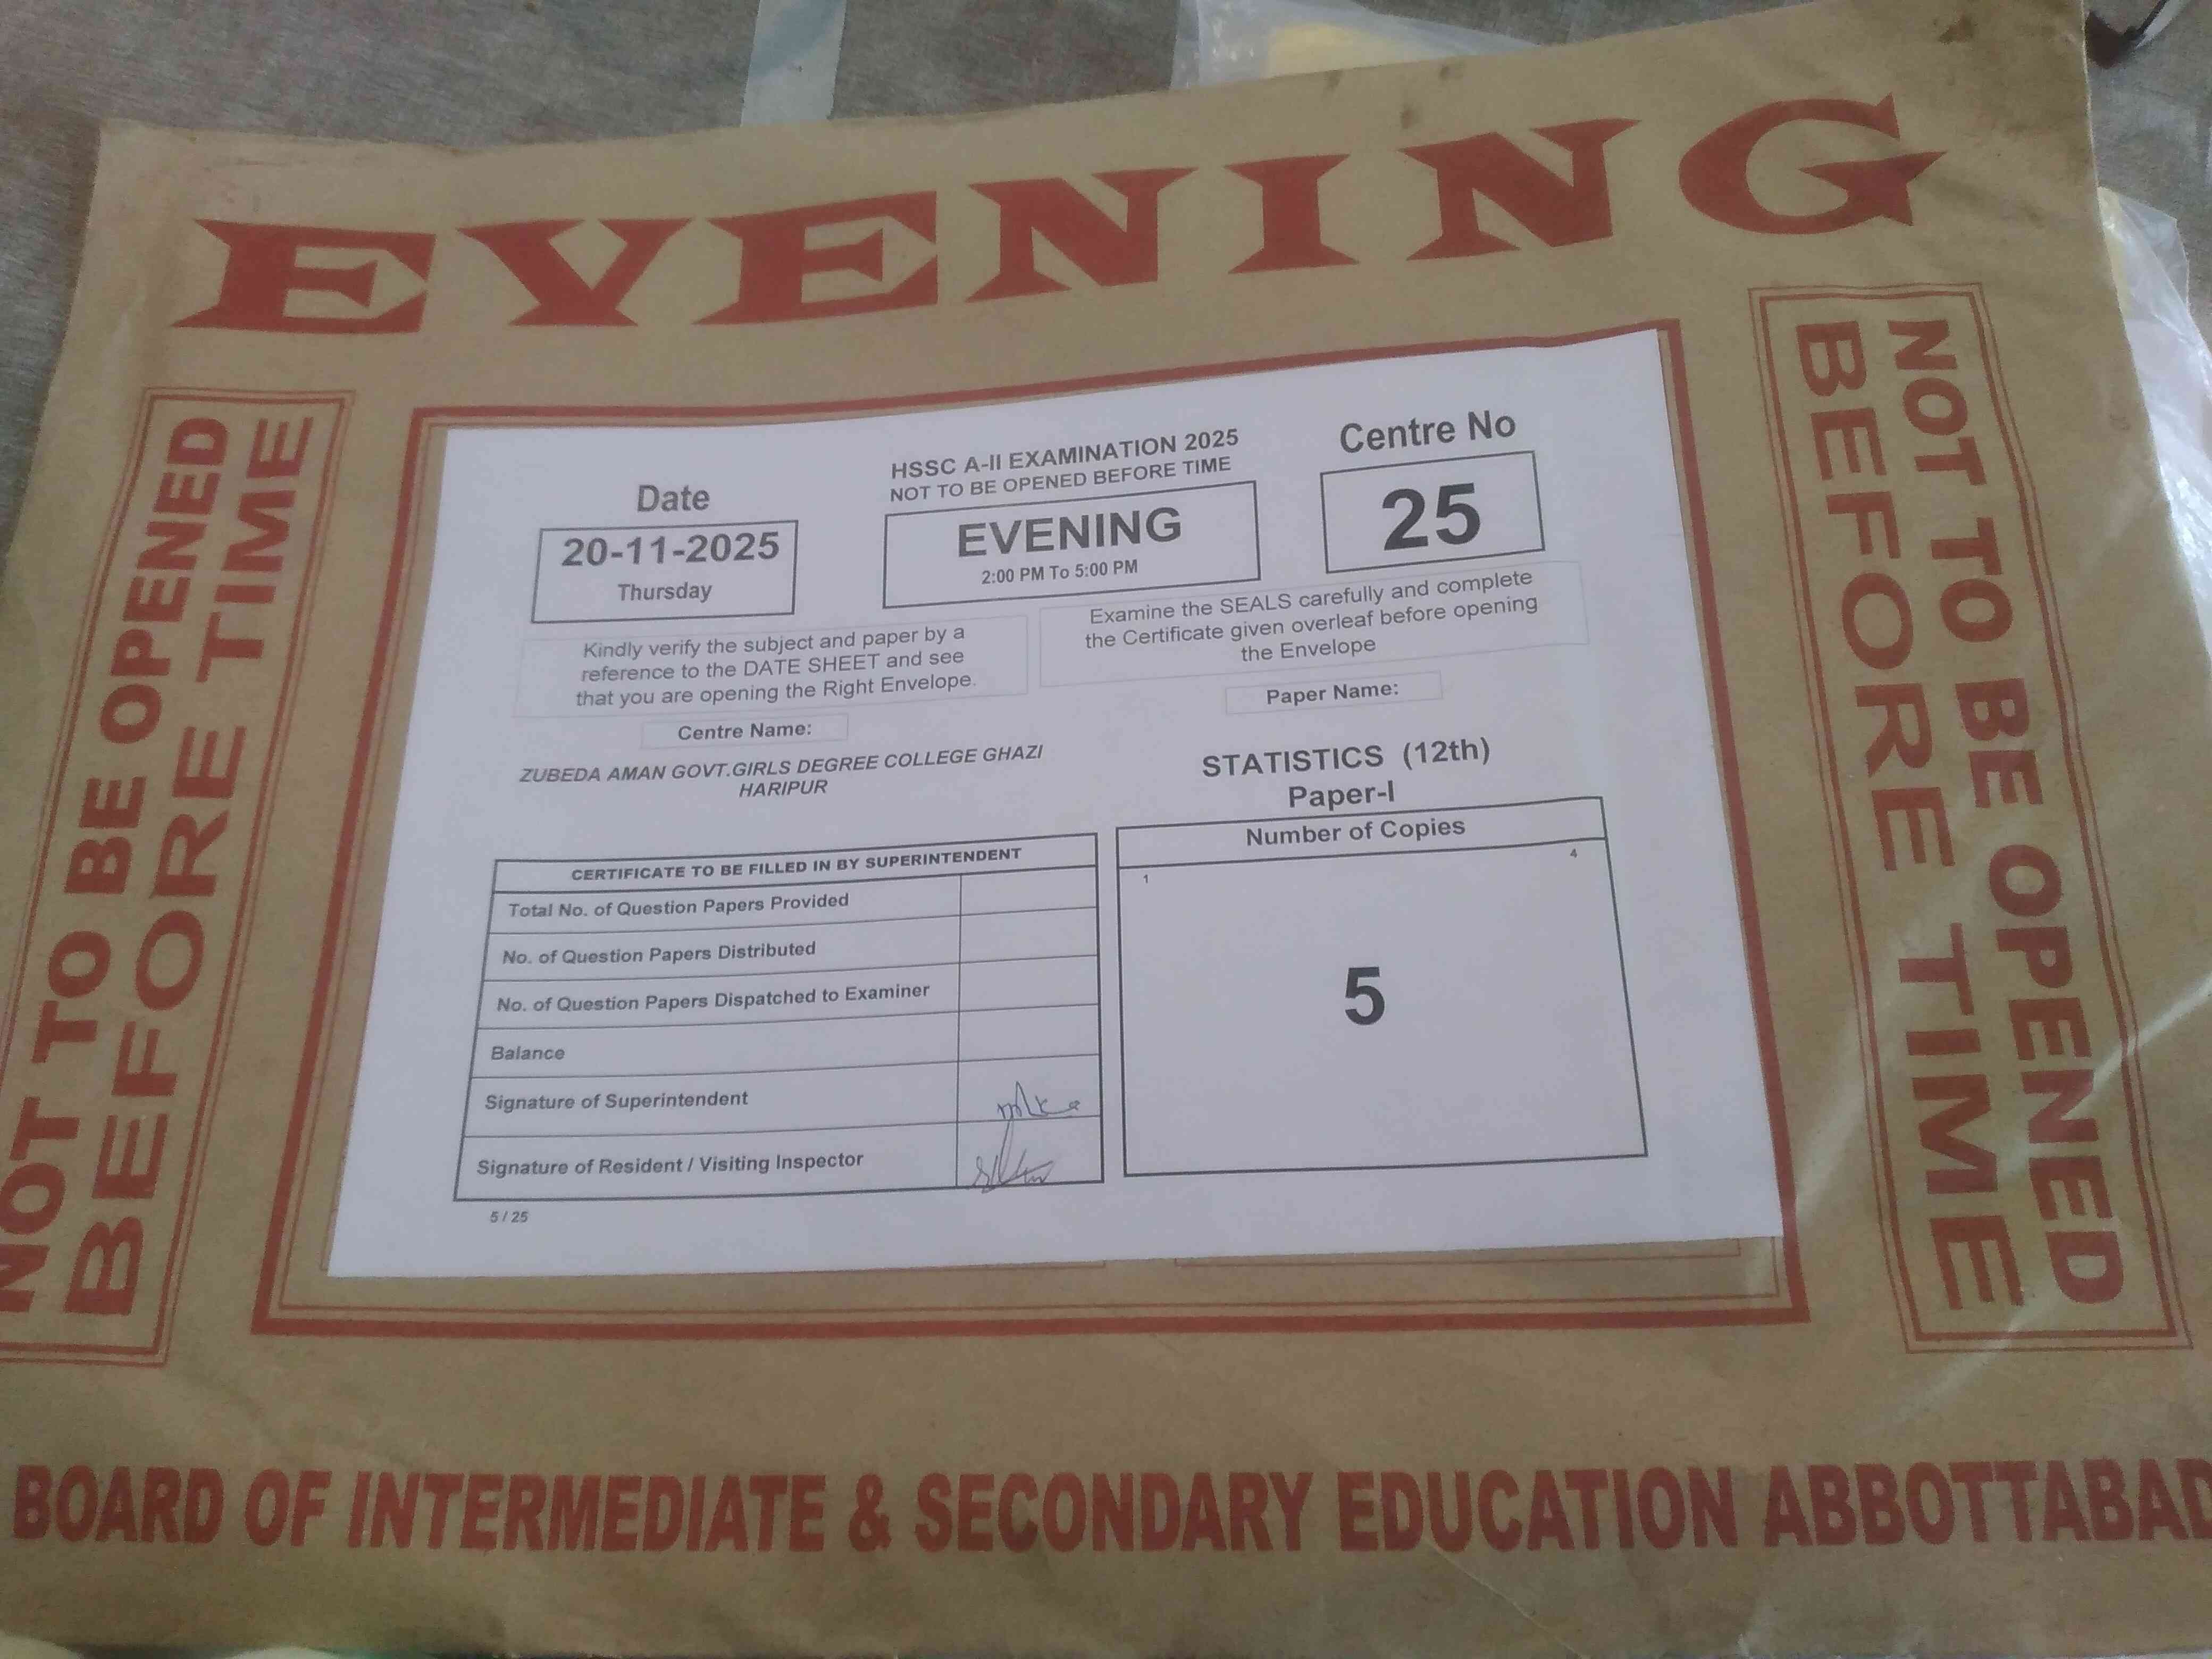 EVENING
NOT TO BE OPENED
BEFORE TIME
NOT TO BE OPENED
BEFORE TIME
HSSC A-II EXAMINATION 2025
NOT TO BE OPENED BEFORE TIME
Date
20-11-2025
Thursday
EVENING
2:00 PM To 5:00 PM
Centre No
25
Kindly verify the subject and paper by a
reference to the DATE SHEET and see
that you are opening the Right Envelope.
Examine the SEALS carefully and complete
the Certificate given overleaf before opening
the Envelope
Centre Name:
ZUBEDA AMAN GOVT.GIRLS DEGREE COLLEGE GHAZI
HARIPUR
Paper Name:
STATISTICS (12th)
Paper-I
CERTIFICATE TO BE FILLED IN BY SUPERINTENDENT
Total No. of Question Papers Provided
No. of Question Papers Distributed
No. of Question Papers Dispatched to Examiner
Balance
Signature of Superintendent
Signature of Resident / Visiting Inspector
5 / 25
Number of Copies
1
4
5
BOARD OF INTERMEDIATE & SECONDARY EDUCATION ABBOTTABAD